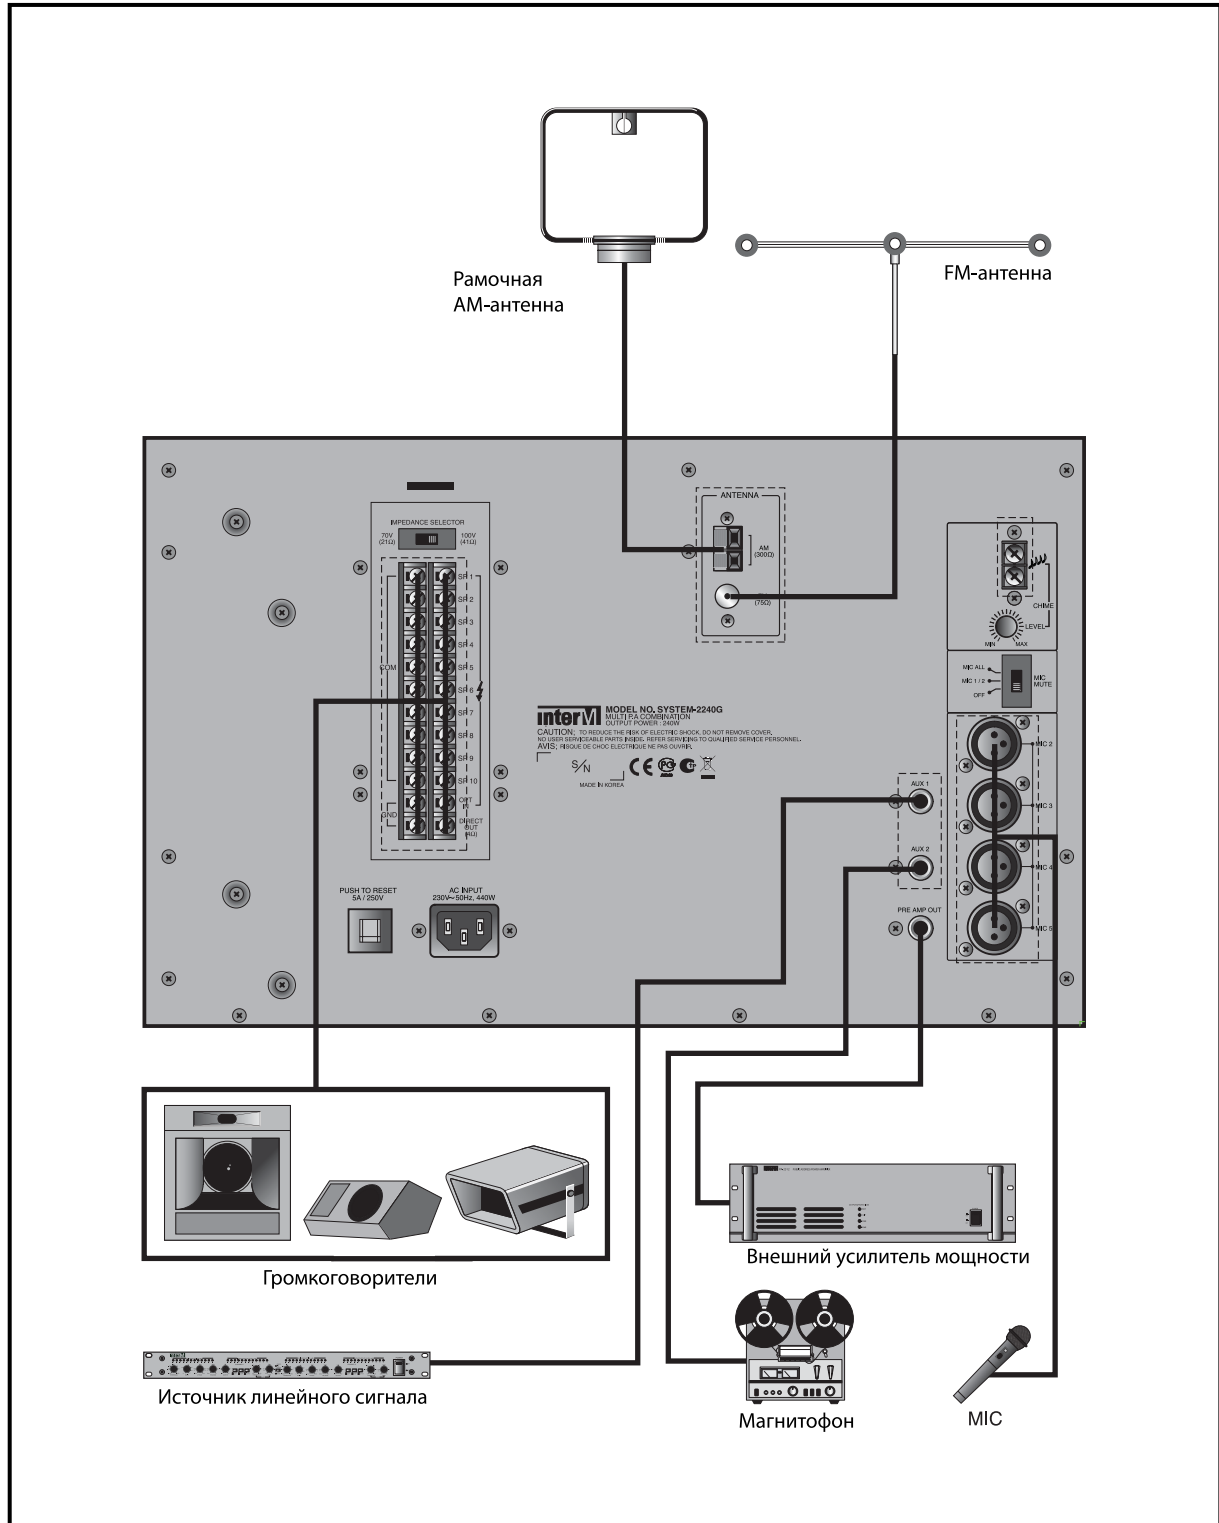 Рамочная
АМ-антенна
FM-антенна
ANTENNA
IMPEDANCE SELECTOR
70V
(21Ω)
100V
(41Ω)
AM
(300Ω)
(75Ω)
SP 1
SP 2
SP 3
SP 4
COM
SP 5
SP 6
SP 7
SP 8
SP 9
SP 10
GND
DIRECT
OUT
(4Ω)
CHIME
LEVEL
MIN
MAX
MIC ALL
MIC 1 / 2
OFF
MIC
MUTE
inter M
MODEL NO. SYSTEM-2240G
MULTI P.A COMBINATION
OUTPUT POWER : 240W
CAUTION; TO REDUCE THE RISK OF ELECTRIC SHOCK, DO NOT REMOVE COVER.
NO USER SERVICEABLE PARTS INSIDE. REFER SERVICING TO QUALIFIED SERVICE PERSONNEL.
AVIS; RISQUE DE CHOC ELECTRIQUE NE PAS OUVRIR.
S/N
CE
MADE IN KOREA
MIC 2
MIC 3
MIC 4
MIC 5
AUX 1
AUX 2
PRE AMP OUT
PUSH TO RESET
5A / 250V
AC INPUT
230V~50Hz, 440W
Громкоговорители
Внешний усилитель мощности
Источник линейного сигнала
Магнитофон
MIC